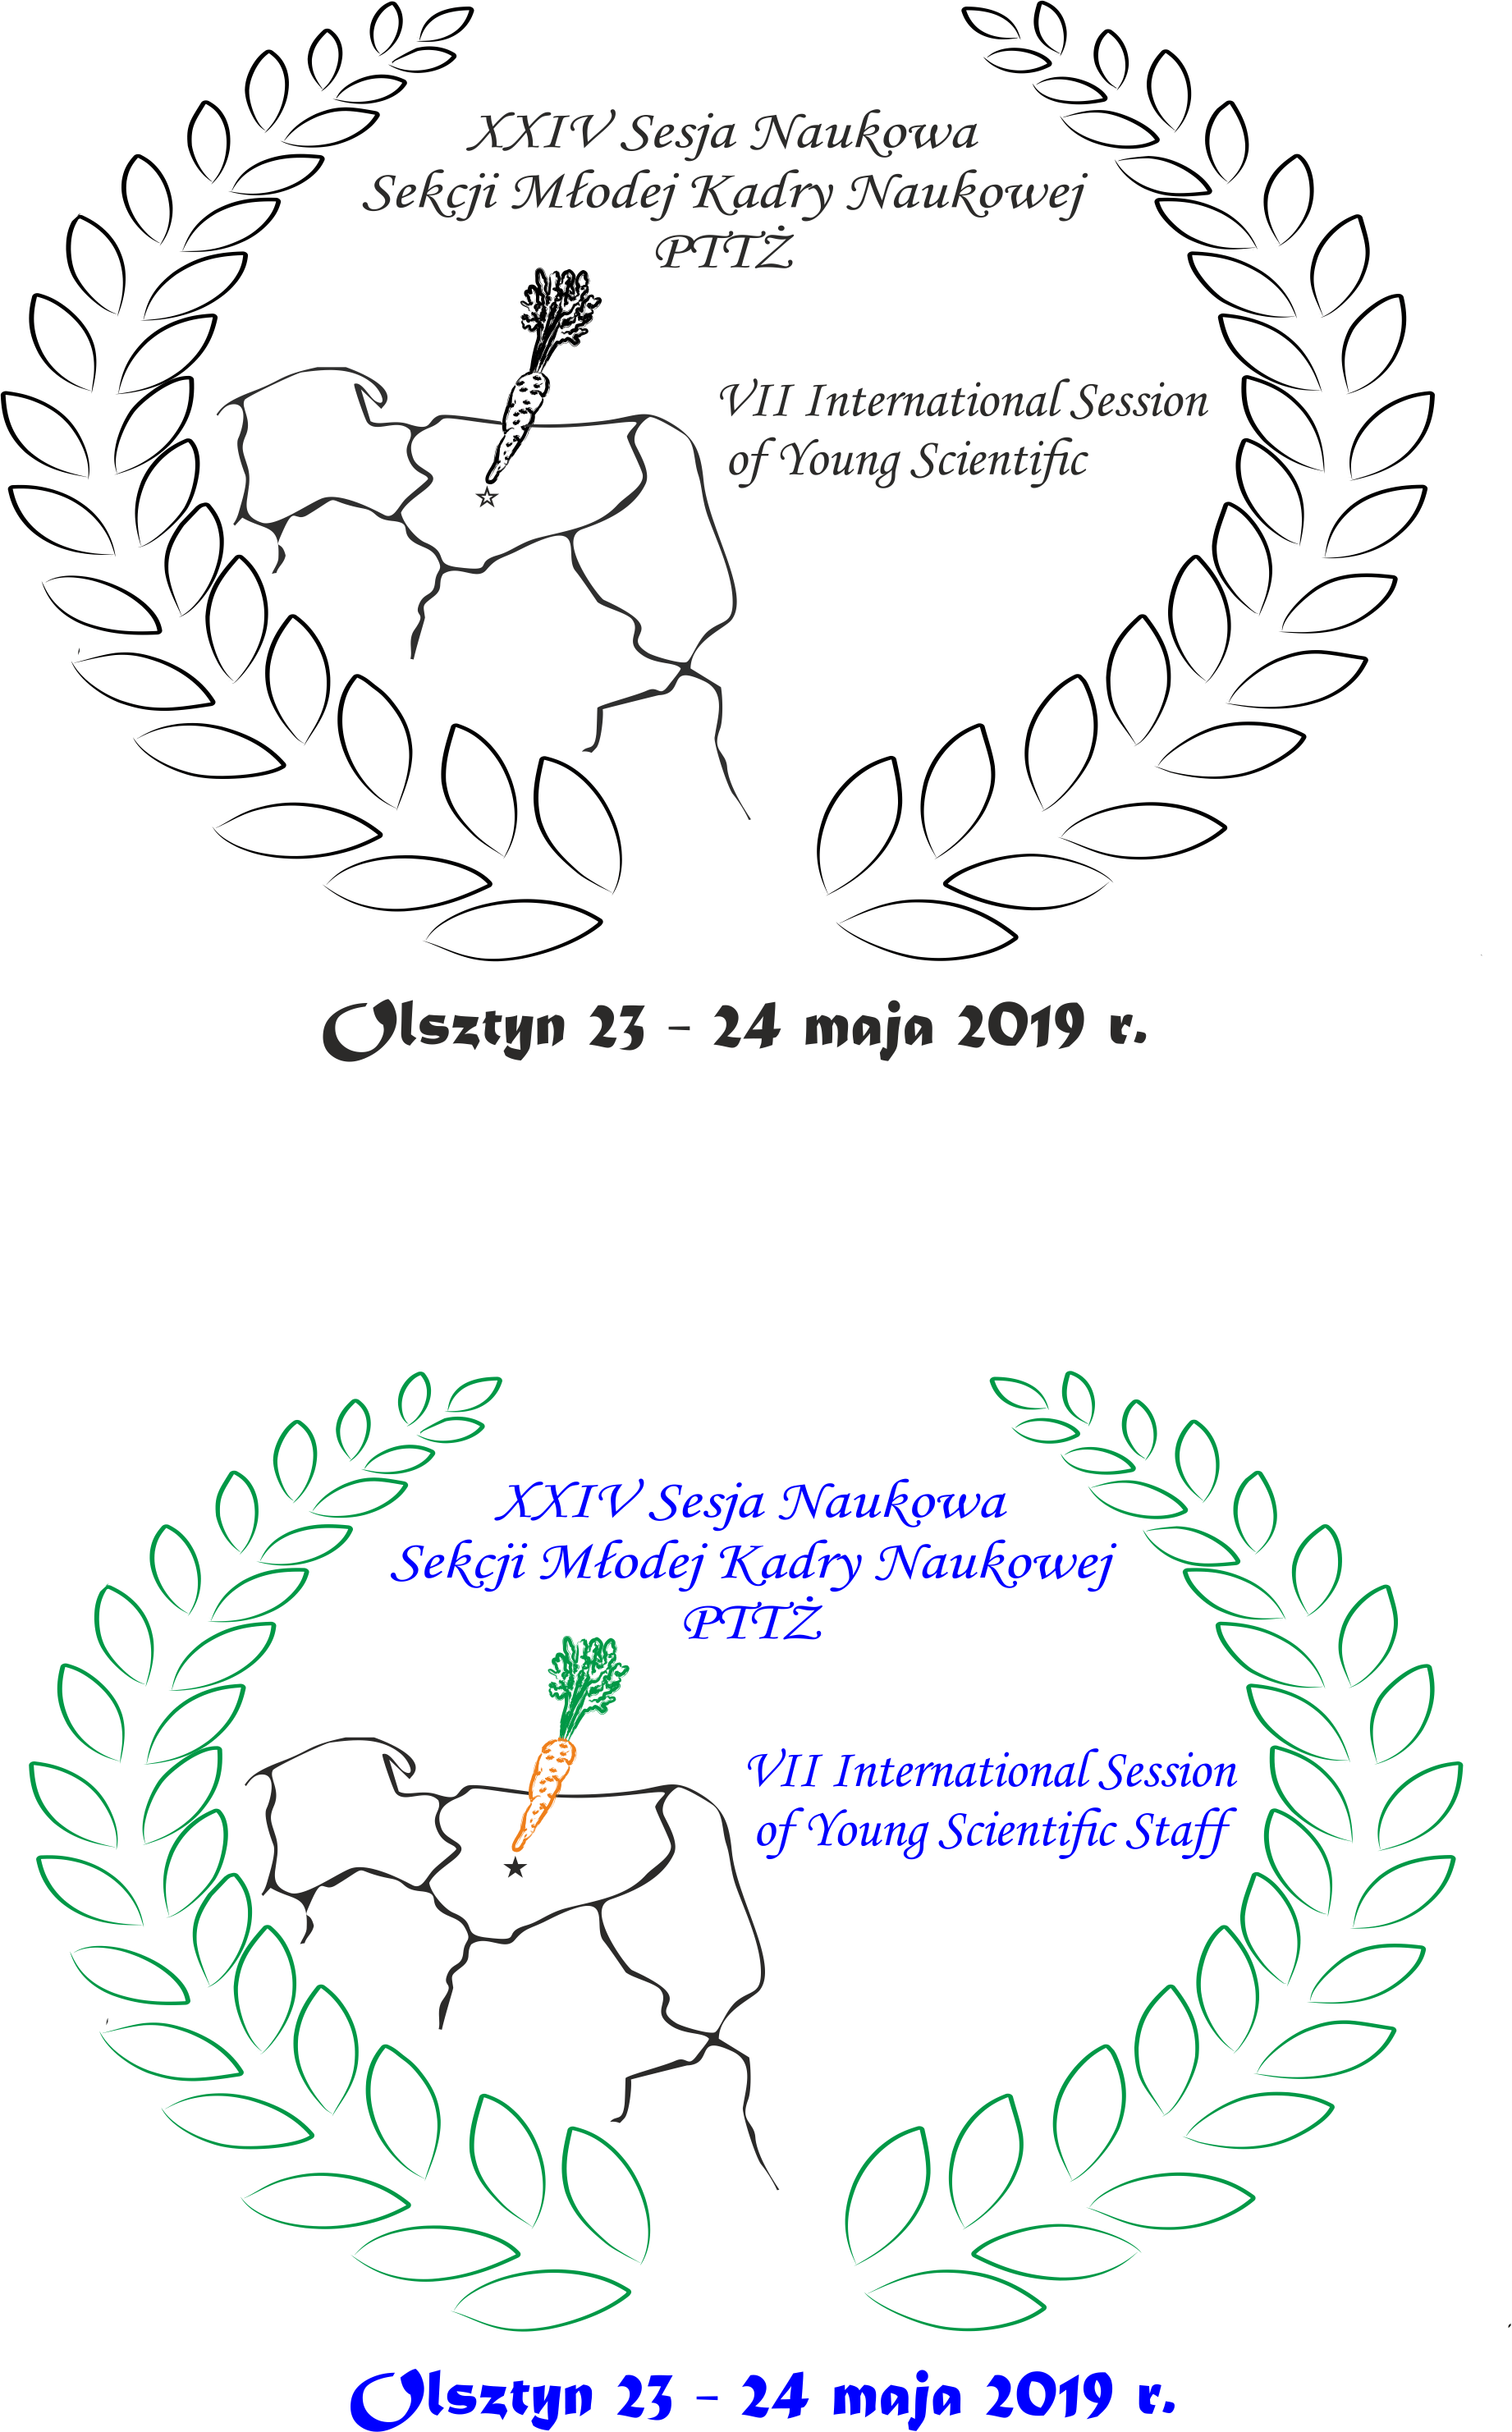 XXIV Sesja Naukowa
Sekcji Młodej Kadry Naukowej
PTTŻ
VII International Session
of Young Scientific
Olsztyn 23 - 24 maja 2019 r.
XXIV Sesja Naukowa
Sekcji Młodej Kadry Naukowej
PTTŻ
VII International Session
of Young Scientific Staff
Olsztyn 23 - 24 maja 2019 r.